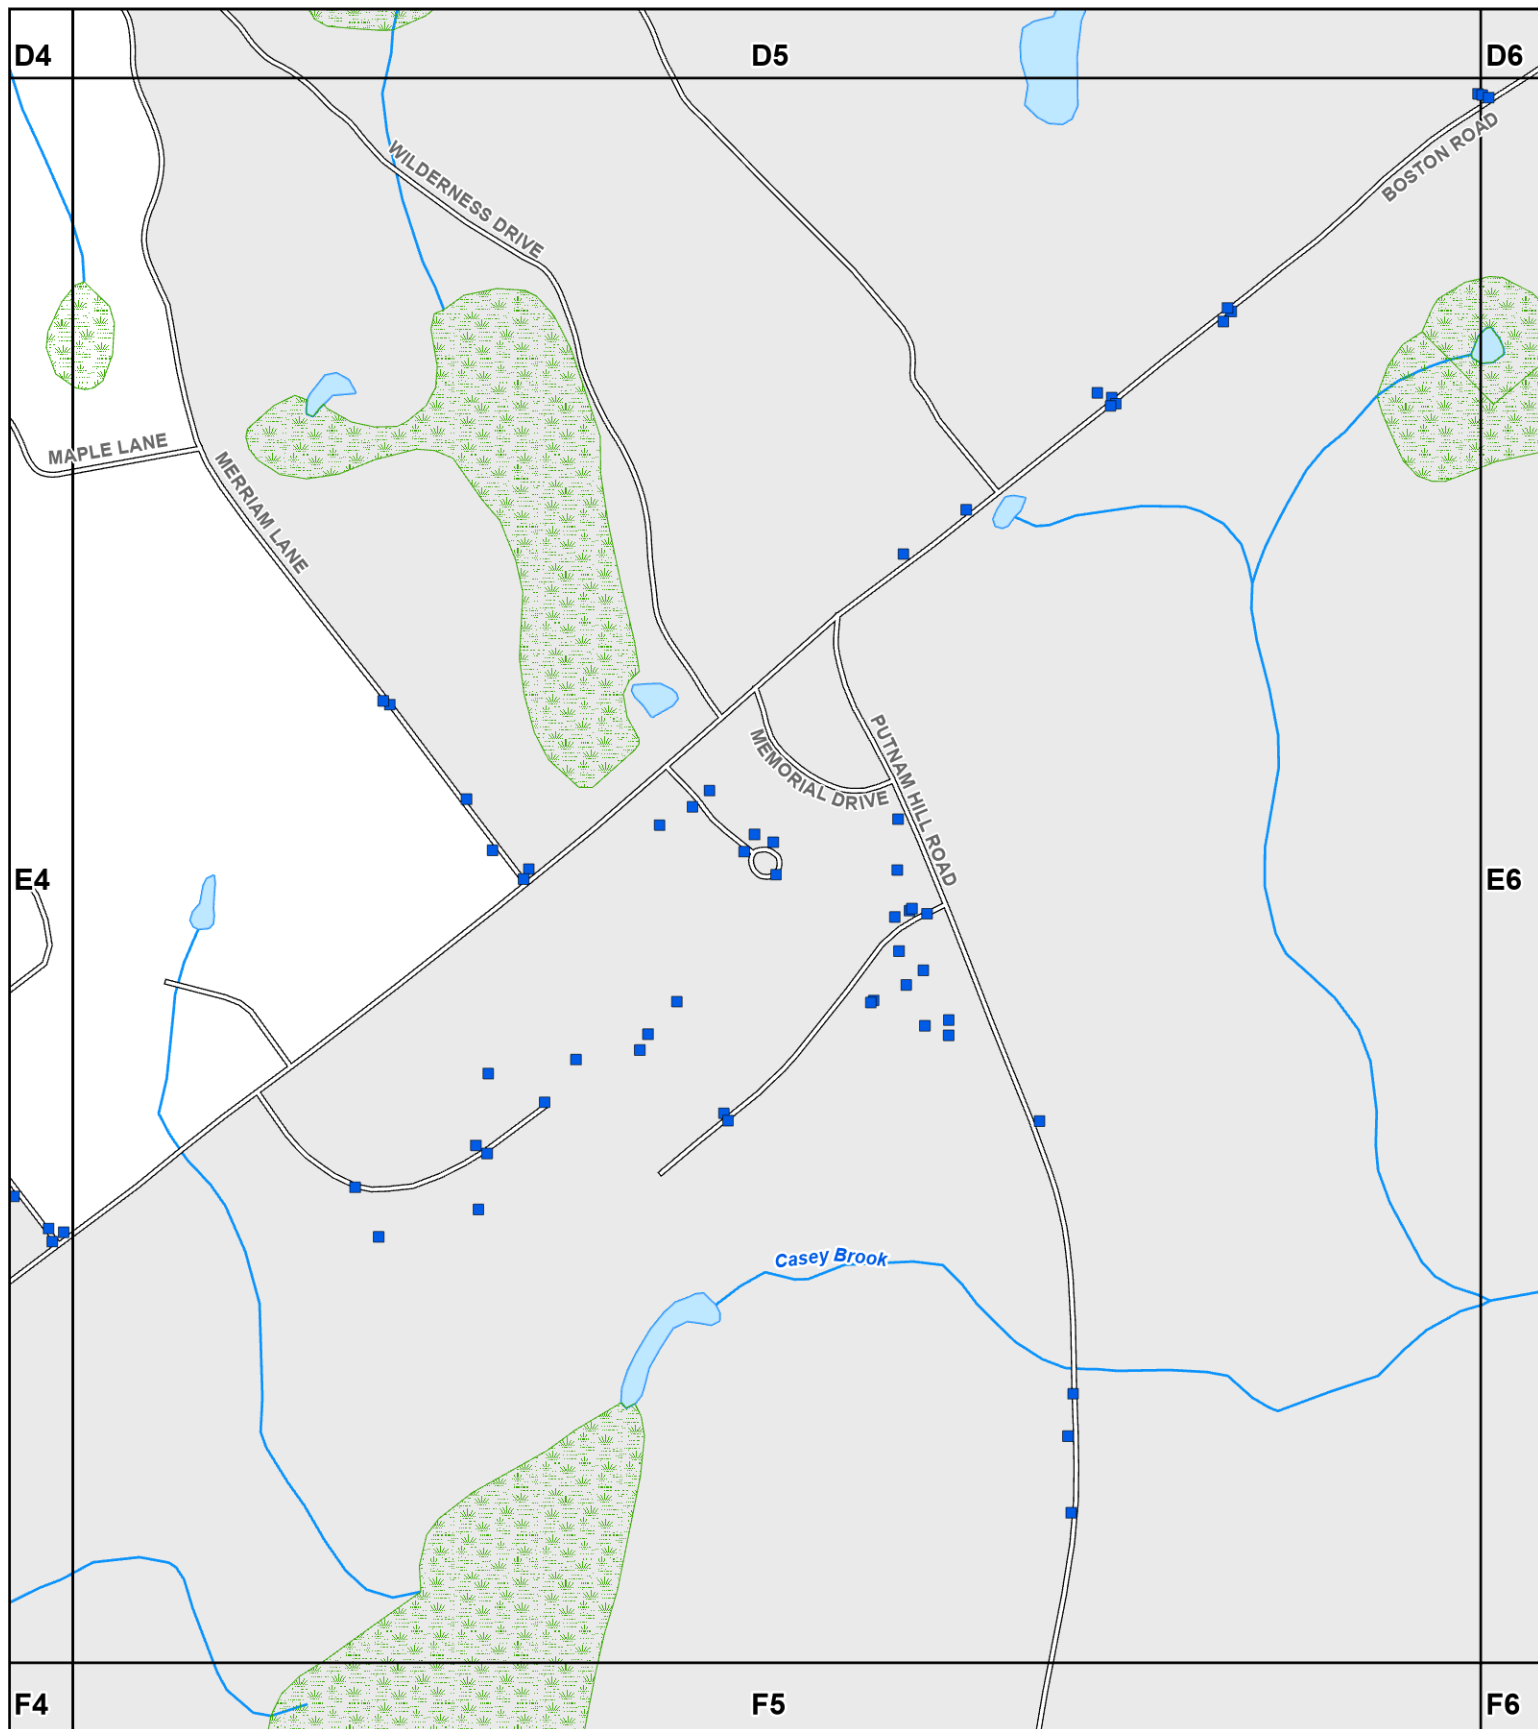 D4
D5
D6
BOSTON ROAD
WILDERNESS DRIVE
MAPLE LANE
MERRIAM LANE
PUTNAM HILL ROAD
MEMORIAL DRIVE
E4
E6
Casey Brook
F4
F5
F6